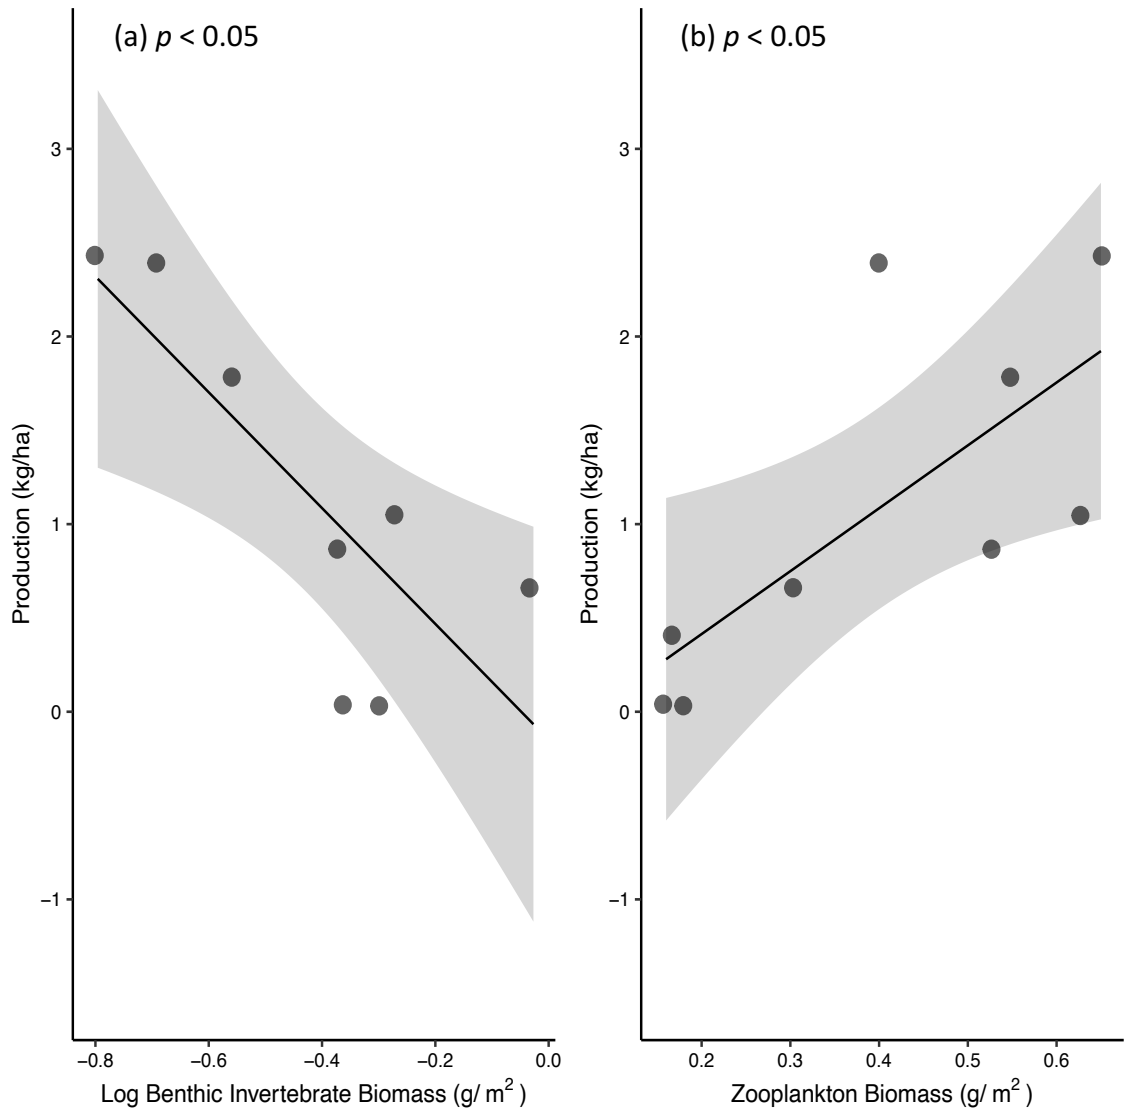 (a) p < 0.05
3
2
1
0
−1
Production (kg/ha)
−0.8 −0.6 −0.4 −0.2 0.0
Log Benthic Invertebrate Biomass (g/ m²)
(b) p < 0.05
3
2
1
0
−1
Production (kg/ha)
0.2 0.3 0.4 0.5 0.6
Zooplankton Biomass (g/ m²)